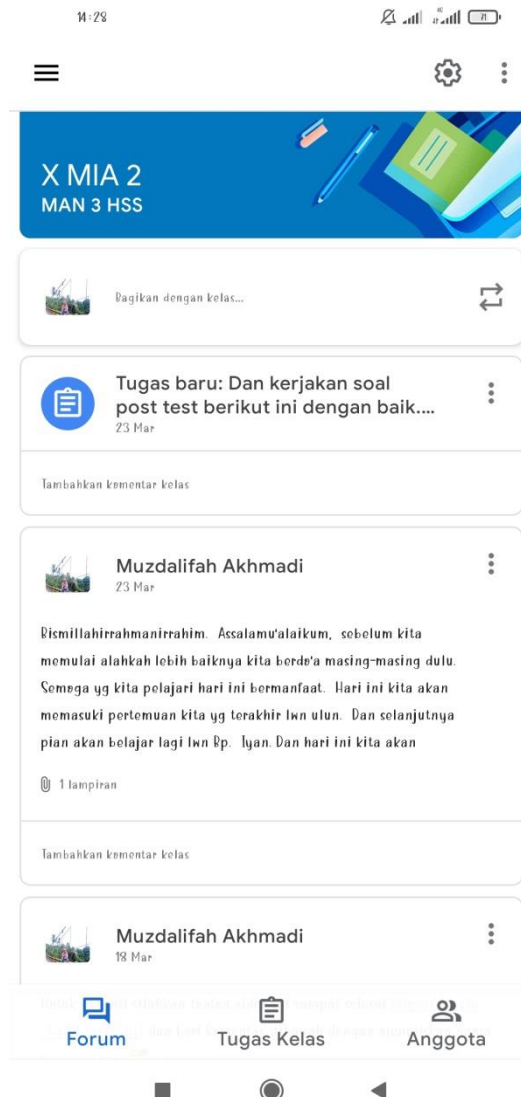 14:28
71
X MIA 2
MAN 3 HSS
Bagikan dengan kelas...
Tugas baru: Dan kerjakan soal
post test berikut ini dengan baik....
23 Mar
Tambahkan komentar kelas
Muzdalifah Akhmadi
23 Mar
Bismillahirrahmanirrahim. Assalamu'alaikum, sebelum kita
memulai alahkah lebih baiknya kita berdo'a masing-masing dulu.
Semoga yg kita pelajari hari ini bermanfaat. Hari ini kita akan
memasuki pertemuan kita yg terakhir lwn ulun. Dan selanjutnya
pian akan belajar lagi lwn Bp. Iyan. Dan hari ini kita akan
1 lampiran
Tambahkan komentar kelas
Muzdalifah Akhmadi
18 Mar
Forum
Tugas Kelas
Anggota